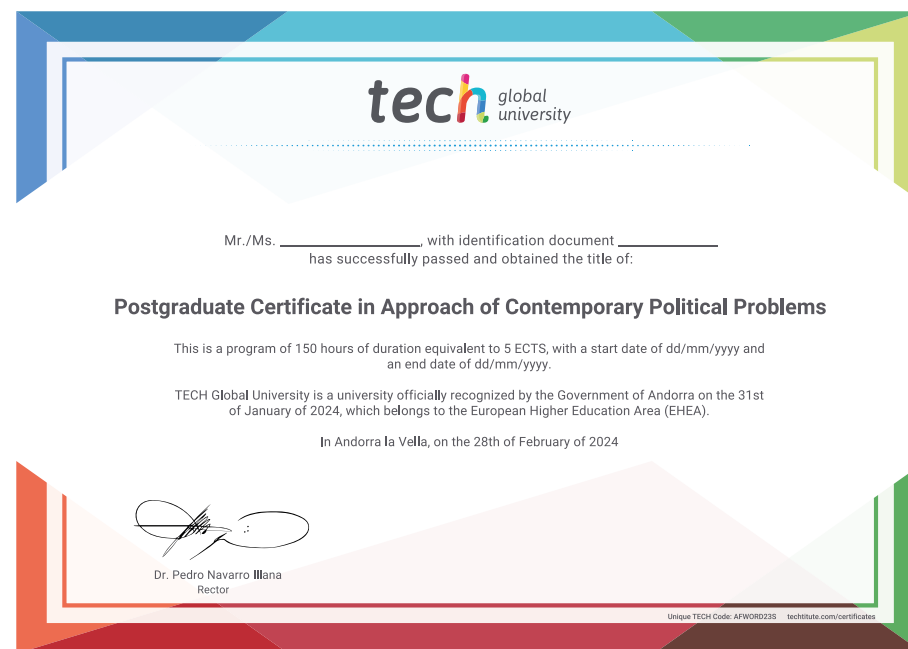 tech global university
Mr./Ms. ____________, with identification document ____________
has successfully passed and obtained the title of:
Postgraduate Certificate in Approach of Contemporary Political Problems
This is a program of 150 hours of duration equivalent to 5 ECTS, with a start date of dd/mm/yyyy and
an end date of dd/mm/yyyy.
TECH Global University is a university officially recognized by the Government of Andorra on the 31st
of January of 2024, which belongs to the European Higher Education Area (EHEA).
In Andorra la Vella, on the 28th of February of 2024
Dr. Pedro Navarro Illana
Rector
Unique TECH Code: AFWORD23S techtitute.com/certificates